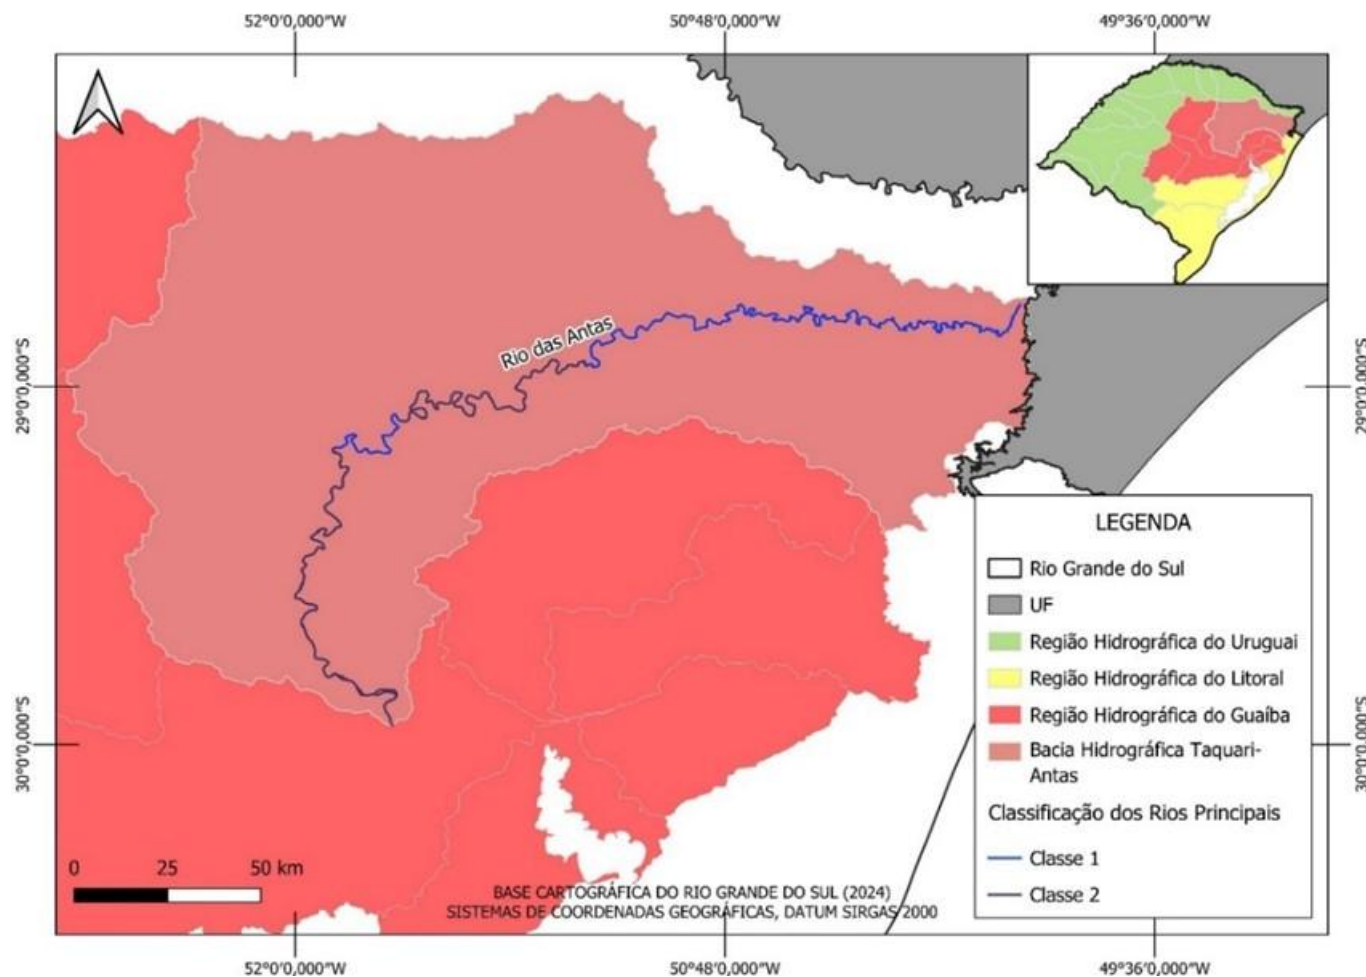 52°0'0,000"W
50°48'0,000"W
49°36'0,000"W
Rio das Antas
29°0'0,000"S
29°0'0,000"S
30°0'0,000"S
30°0'0,000"S
LEGENDA
Rio Grande do Sul
UF
Região Hidrográfica do Uruguai
Região Hidrográfica do Litoral
Região Hidrográfica do Guaíba
Bacia Hidrográfica Taquari-
Antas
Classificação dos Rios Principais
Classe 1
Classe 2
0 25 50 km
BASE CARTOGRÁFICA DO RIO GRANDE DO SUL (2024)
SISTEMAS DE COORDENADAS GEOGRÁFICAS, DATUM SIRGAS 2000
52°0'0,000"W
50°48'0,000"W
49°36'0,000"W